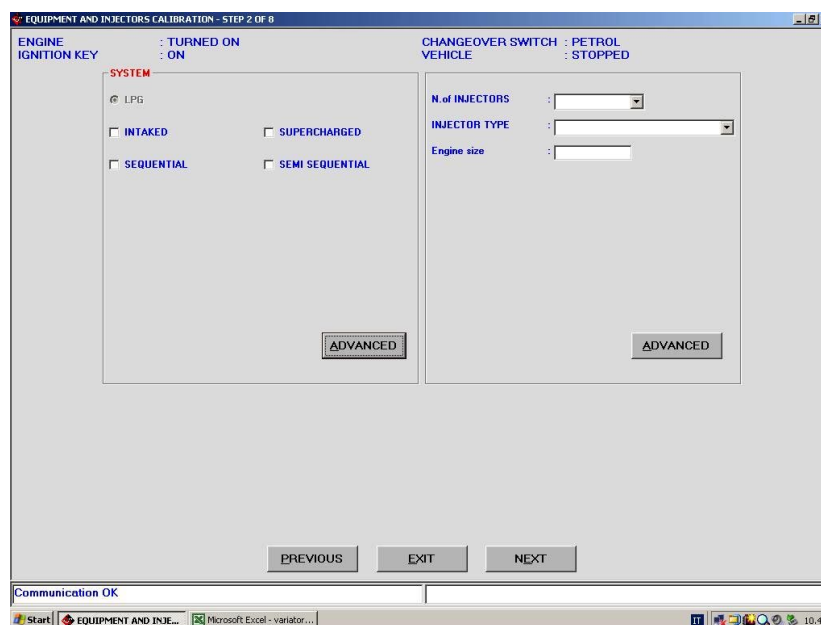 EQUIPMENT AND INJECTORS CALIBRATION - STEP 2 OF 8
ENGINE : TURNED ON CHANGEOVER SWITCH : PETROL
IGNITION KEY : ON VEHICLE : STOPPED
SYSTEM
LPG
INTAKED SUPERCHARGED
SEQUENTIAL SEMI SEQUENTIAL
ADVANCED
N.of INJECTORS :
INJECTOR TYPE :
Engine size :
ADVANCED
PREVIOUS EXIT NEXT
Communication OK
Start EQUIPMENT AND INJE... Microsoft Excel - variator... IT 10.4